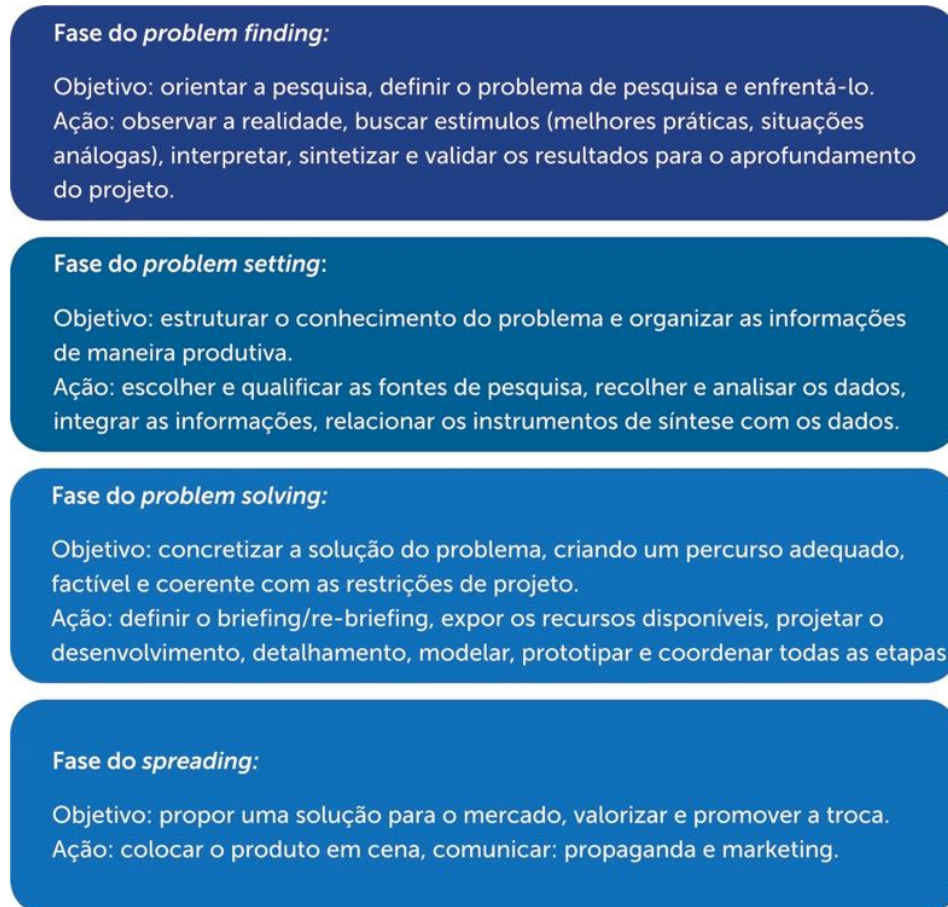 Fase do problem finding:
Objetivo: orientar a pesquisa, definir o problema de pesquisa e enfrentá-lo.
Ação: observar a realidade, buscar estímulos (melhores práticas, situações
análogas), interpretar, sintetizar e validar os resultados para o aprofundamento
do projeto.
Fase do problem setting:
Objetivo: estruturar o conhecimento do problema e organizar as informações
de maneira produtiva.
Ação: escolher e qualificar as fontes de pesquisa, recolher e analisar os dados,
integrar as informações, relacionar os instrumentos de síntese com os dados.
Fase do problem solving:
Objetivo: concretizar a solução do problema, criando um percurso adequado,
factível e coerente com as restrições de projeto.
Ação: definir o briefing/re-briefing, expor os recursos disponíveis, projetar o
desenvolvimento, detalhamento, modelar, prototipar e coordenar todas as etapas
Fase do spreading:
Objetivo: propor uma solução para o mercado, valorizar e promover a troca.
Ação: colocar o produto em cena, comunicar: propaganda e marketing.